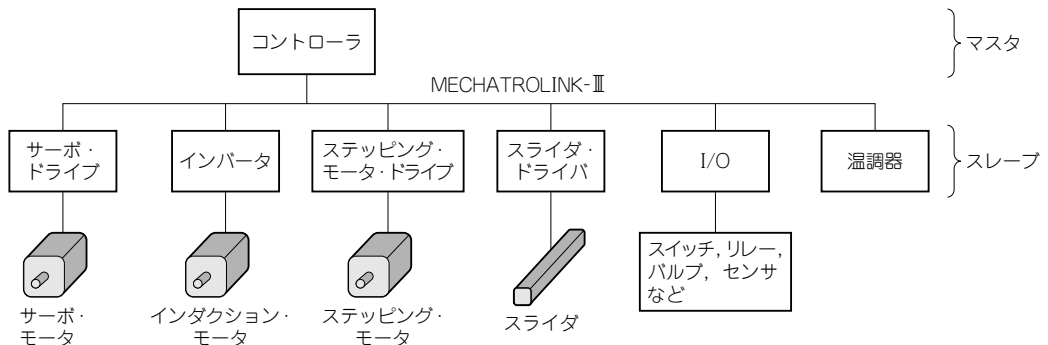 コントローラ
マスタ
MECHATROLINK-Ⅲ
サーボ・
ドライブ
インバータ
ステッピング・
モータ・ドライブ
スライダ・
ドライバ
I/O
温調器
スレーブ
スイッチ, リレー,
バルブ, センサ
など
サーボ・
モータ
インダクション・
モータ
ステッピング・
モータ
スライダ